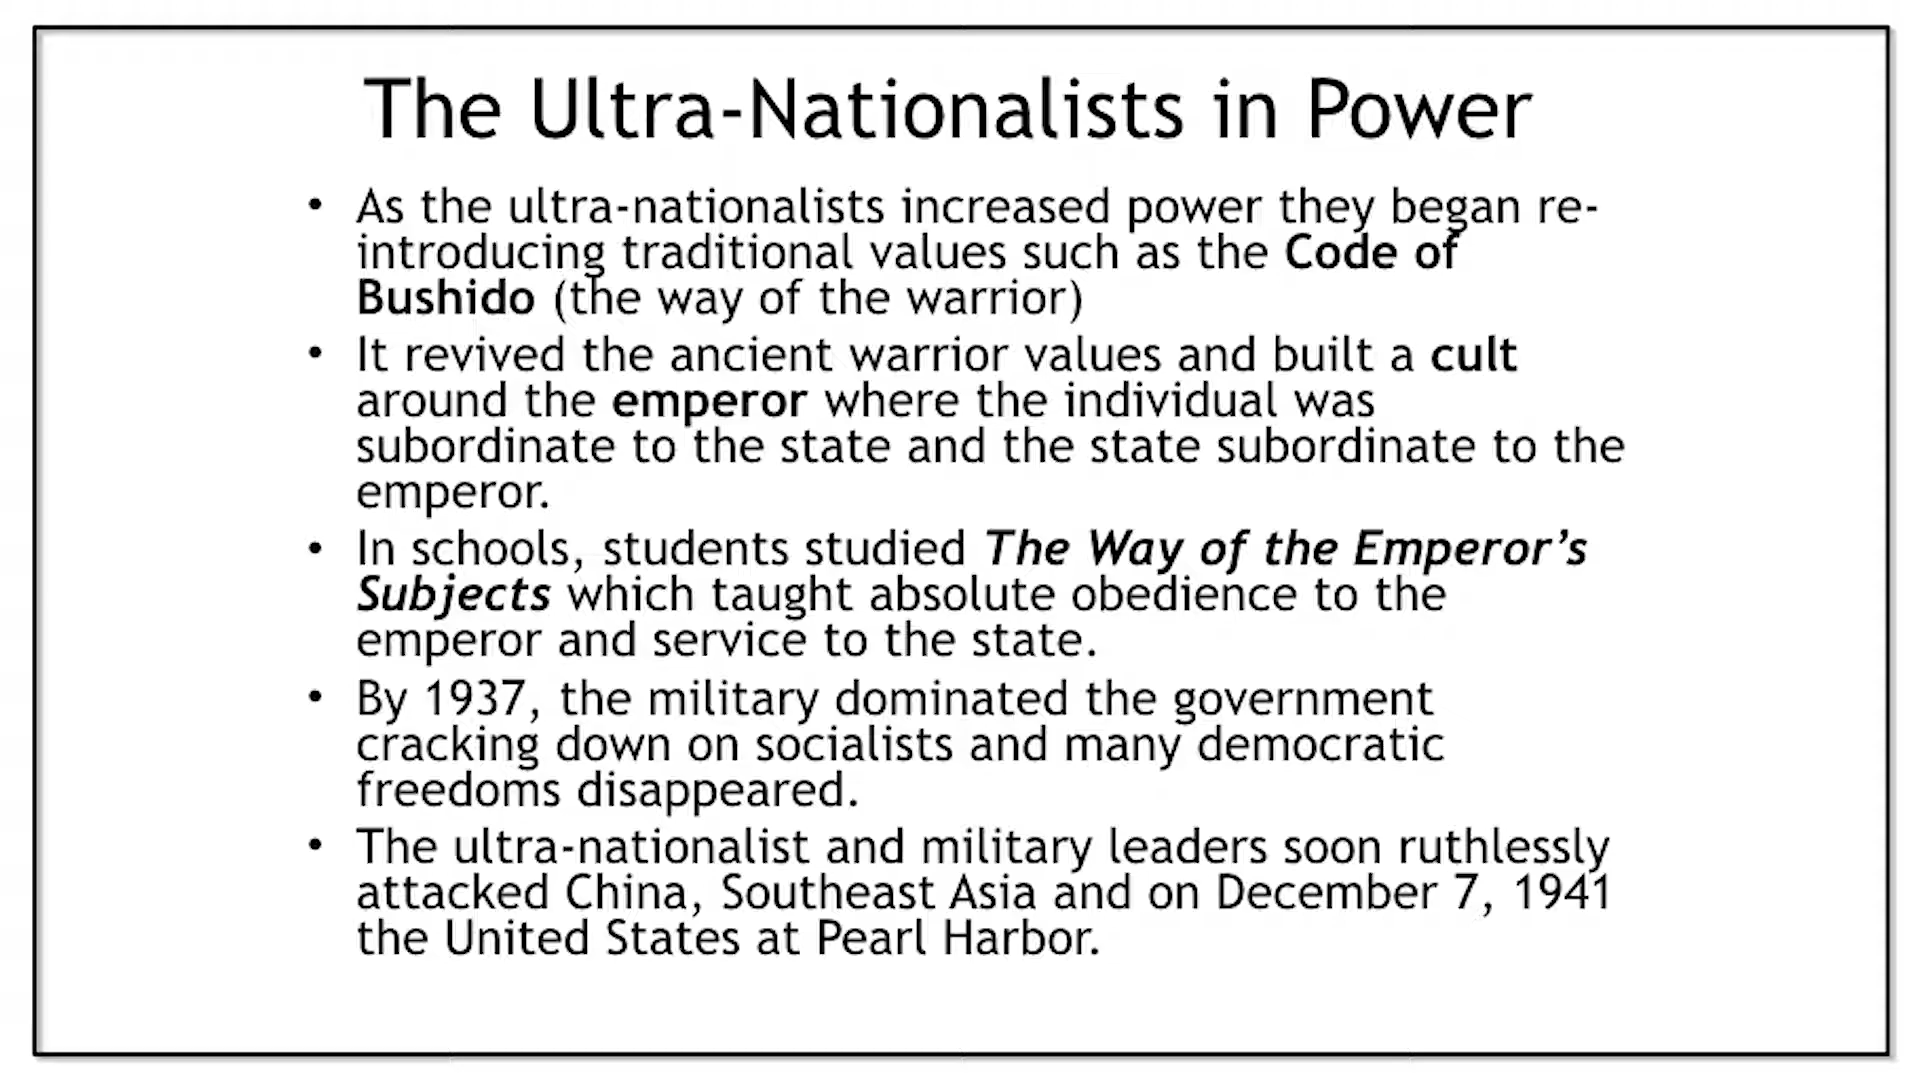 The Ultra-Nationalists in Power
• As the ultra-nationalists increased power they began re-
introducing traditional values such as the Code of
Bushido (the way of the warrior)
• It revived the ancient warrior values and built a cult
around the emperor where the individual was
subordinate to the state and the state subordinate to the
emperor.
• In schools, students studied The Way of the Emperor’s
Subjects which taught absolute obedience to the
emperor and service to the state.
• By 1937, the military dominated the government
cracking down on socialists and many democratic
freedoms disappeared.
• The ultra-nationalist and military leaders soon ruthlessly
attacked China, Southeast Asia and on December 7, 1941
the United States at Pearl Harbor.